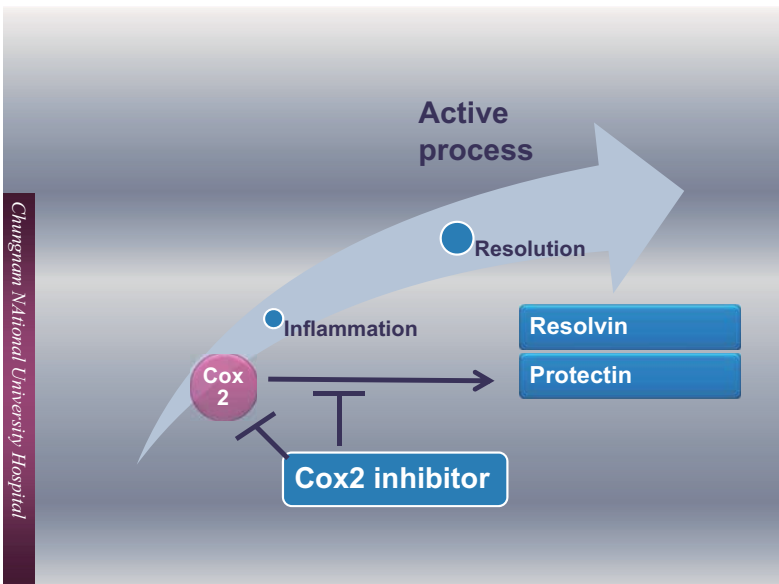 Active
process
Resolution
Inflammation
Resolvin
Cox
2
Protectin
Cox2 inhibitor
Chungnam NAtional University Hospital